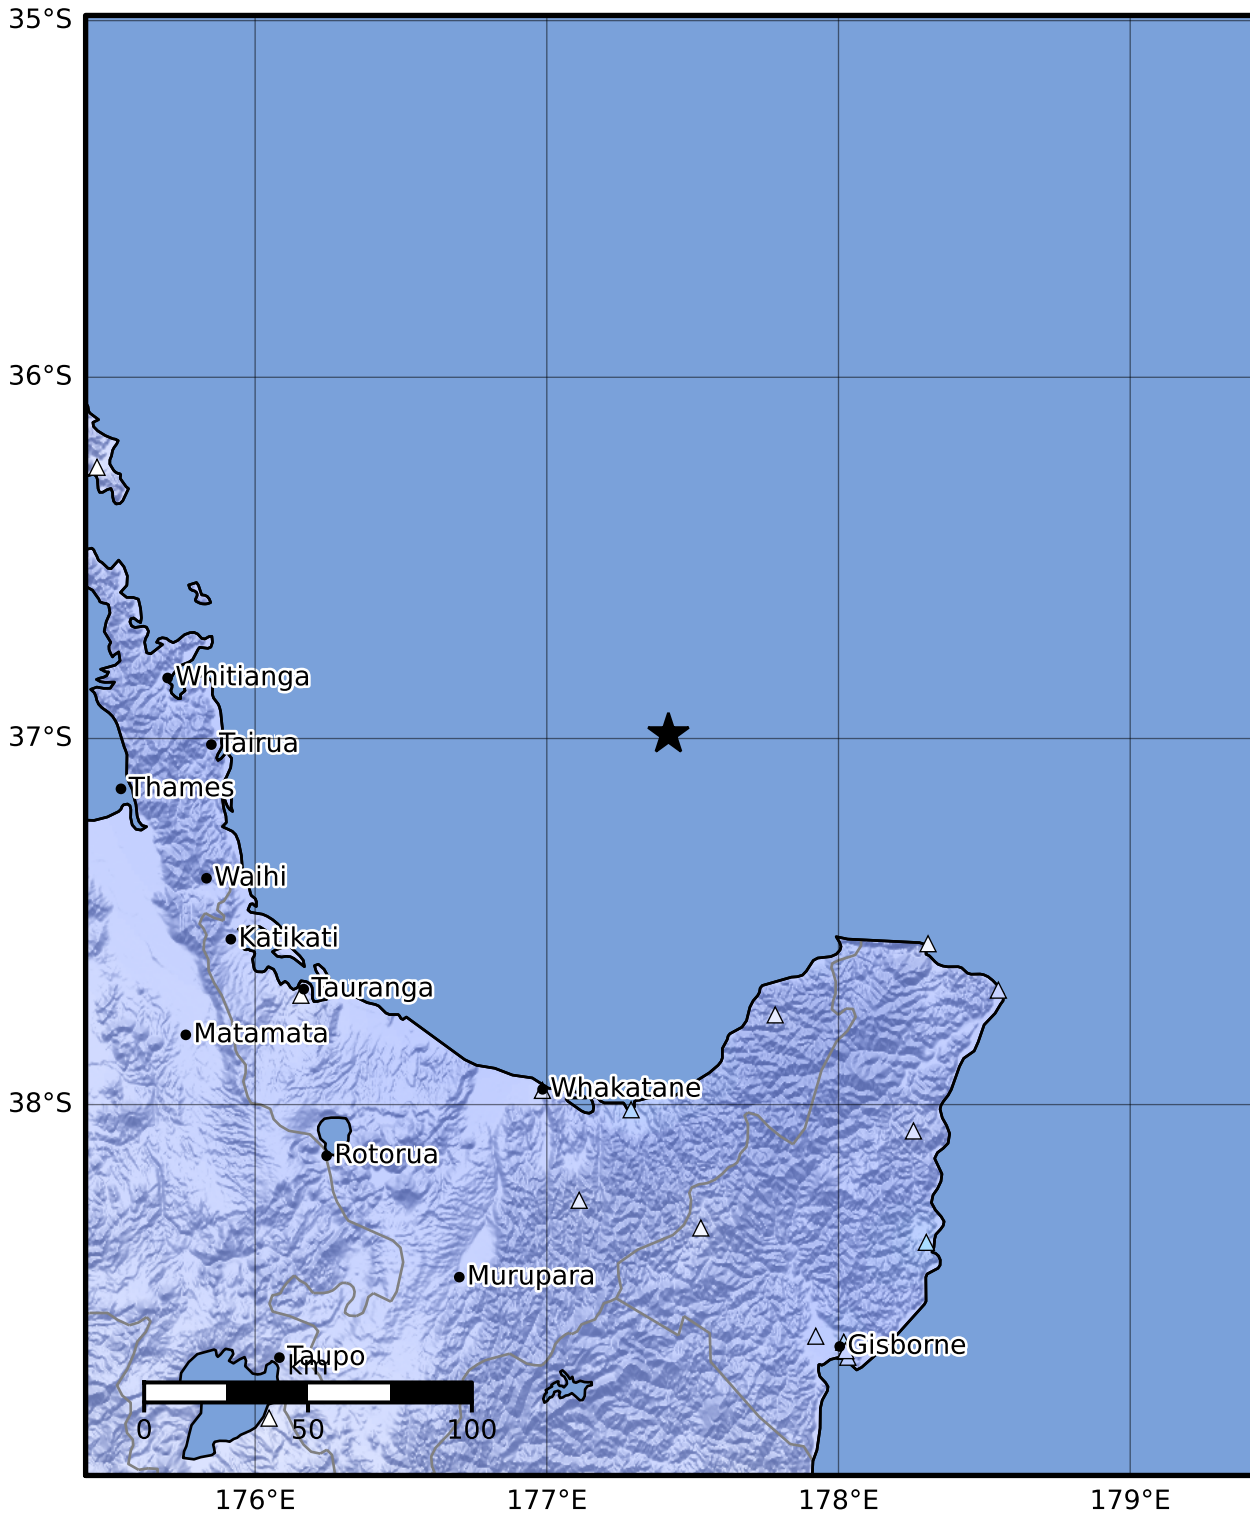 35°S
36°S
Whitianga
37°S
Tairua
Thames
Waihi
Katikati
Tauranga
Matamata
Whakatane
38°S
Rotorua
Murupara
Gisborne
Taupo
km
0 50 100
176°E 177°E 178°E 179°E